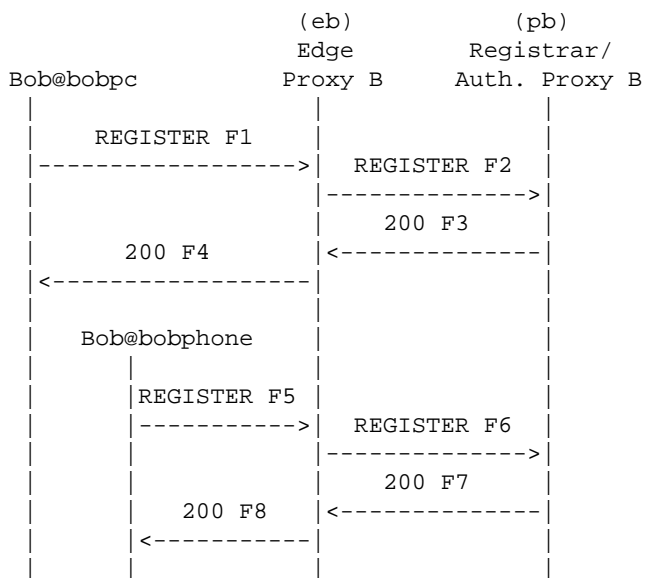 (eb) (pb)
Edge Registrar/
Bob@bobpc Proxy B Auth. Proxy B
REGISTER F1
REGISTER F2
200 F3
200 F4
Bob@bobphone
REGISTER F5
REGISTER F6
200 F7
200 F8